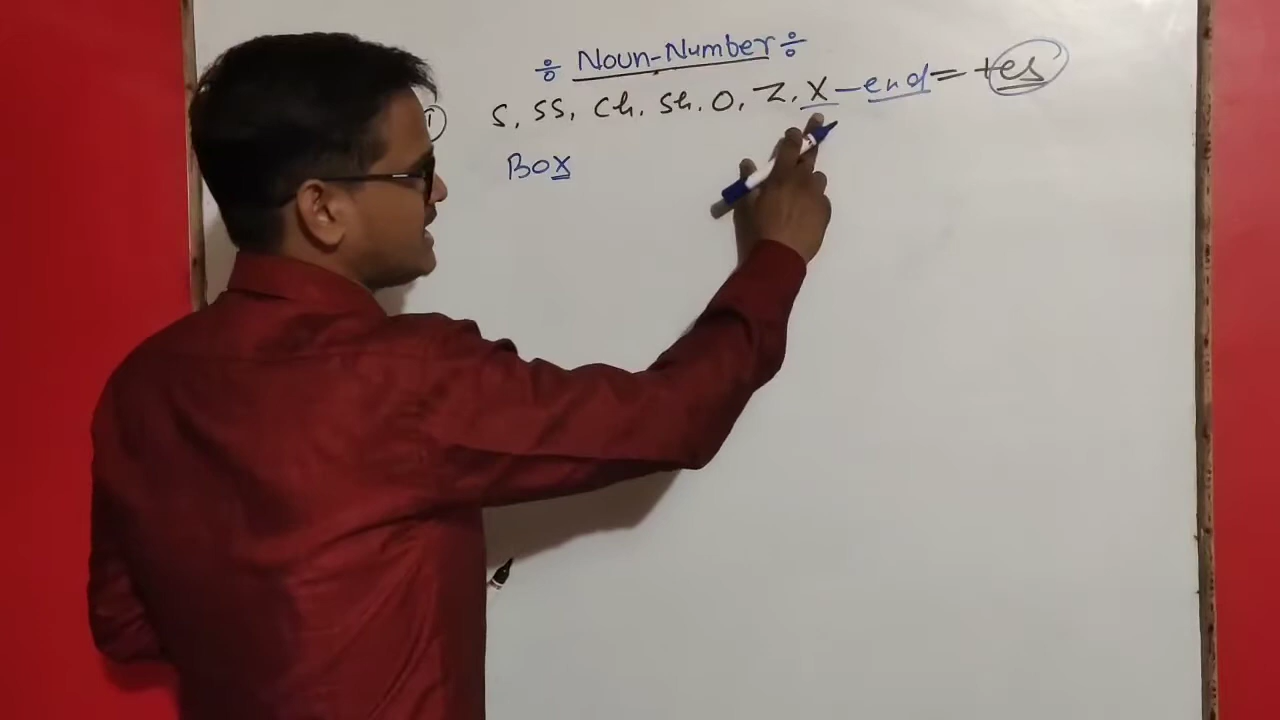 ÷ Noun-Number ÷
① S, SS, Ch, Sh, O, Z, X - end = +es
Box